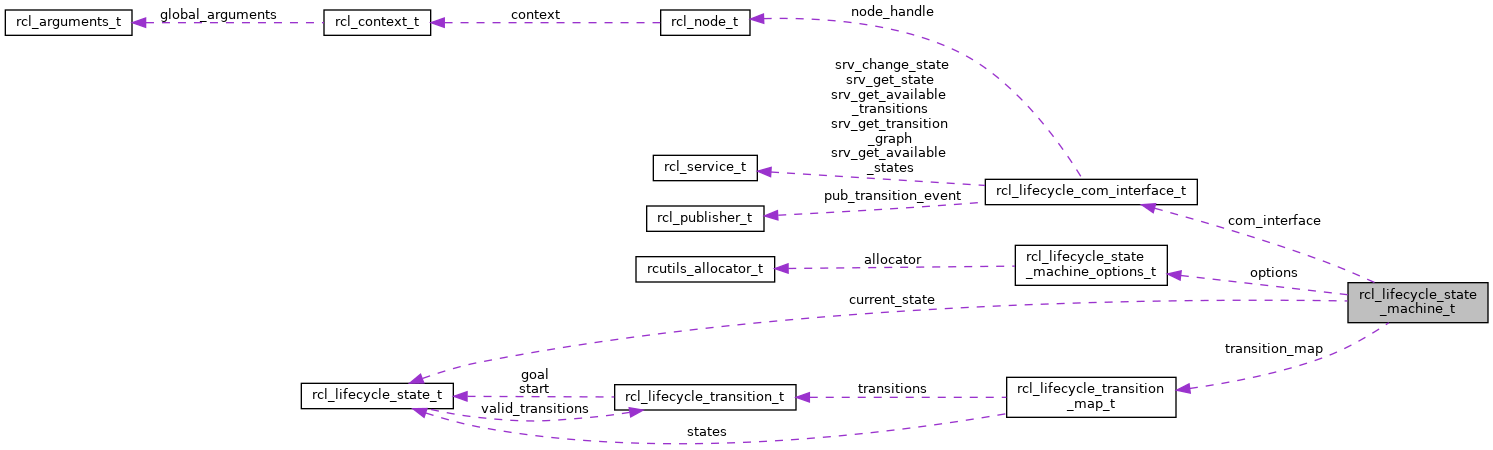 rcl_arguments_t
global_arguments
rcl_context_t
context
rcl_node_t
node_handle
srv_change_state
srv_get_state
srv_get_available
_transitions
srv_get_transition
_graph
srv_get_available
_states
rcl_service_t
rcl_lifecycle_com_interface_t
pub_transition_event
rcl_publisher_t
com_interface
rcl_lifecycle_state
_machine_options_t
allocator
rcutils_allocator_t
options
rcl_lifecycle_state
_machine_t
current_state
transition_map
goal
start
rcl_lifecycle_state_t
valid_transitions
rcl_lifecycle_transition_t
transitions
rcl_lifecycle_transition
_map_t
states